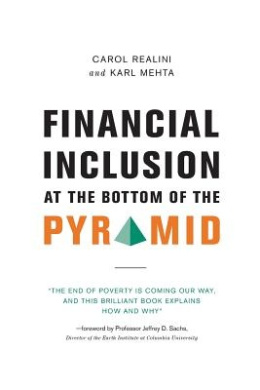 CAROL REALINI
and KARL MEHTA
FINANCIAL
INCLUSION
AT THE BOTTOM OF THE
PYRAMID
"THE END OF POVERTY IS COMING OUR WAY,
AND THIS BRILLIANT BOOK EXPLAINS
HOW AND WHY"
—foreword by Professor Jeffrey D. Sachs,
Director of the Earth Institute at Columbia University